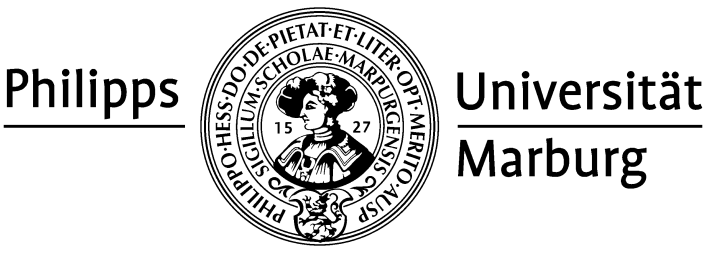 Philipps
Universität
Marburg
PHILIPPO·HESS·DO·DE·PIETAT·ET·LITER·OPT·MERITO·AUSP
SIGILLUM·SCHOLAE·MARPURGENSIS
15 27